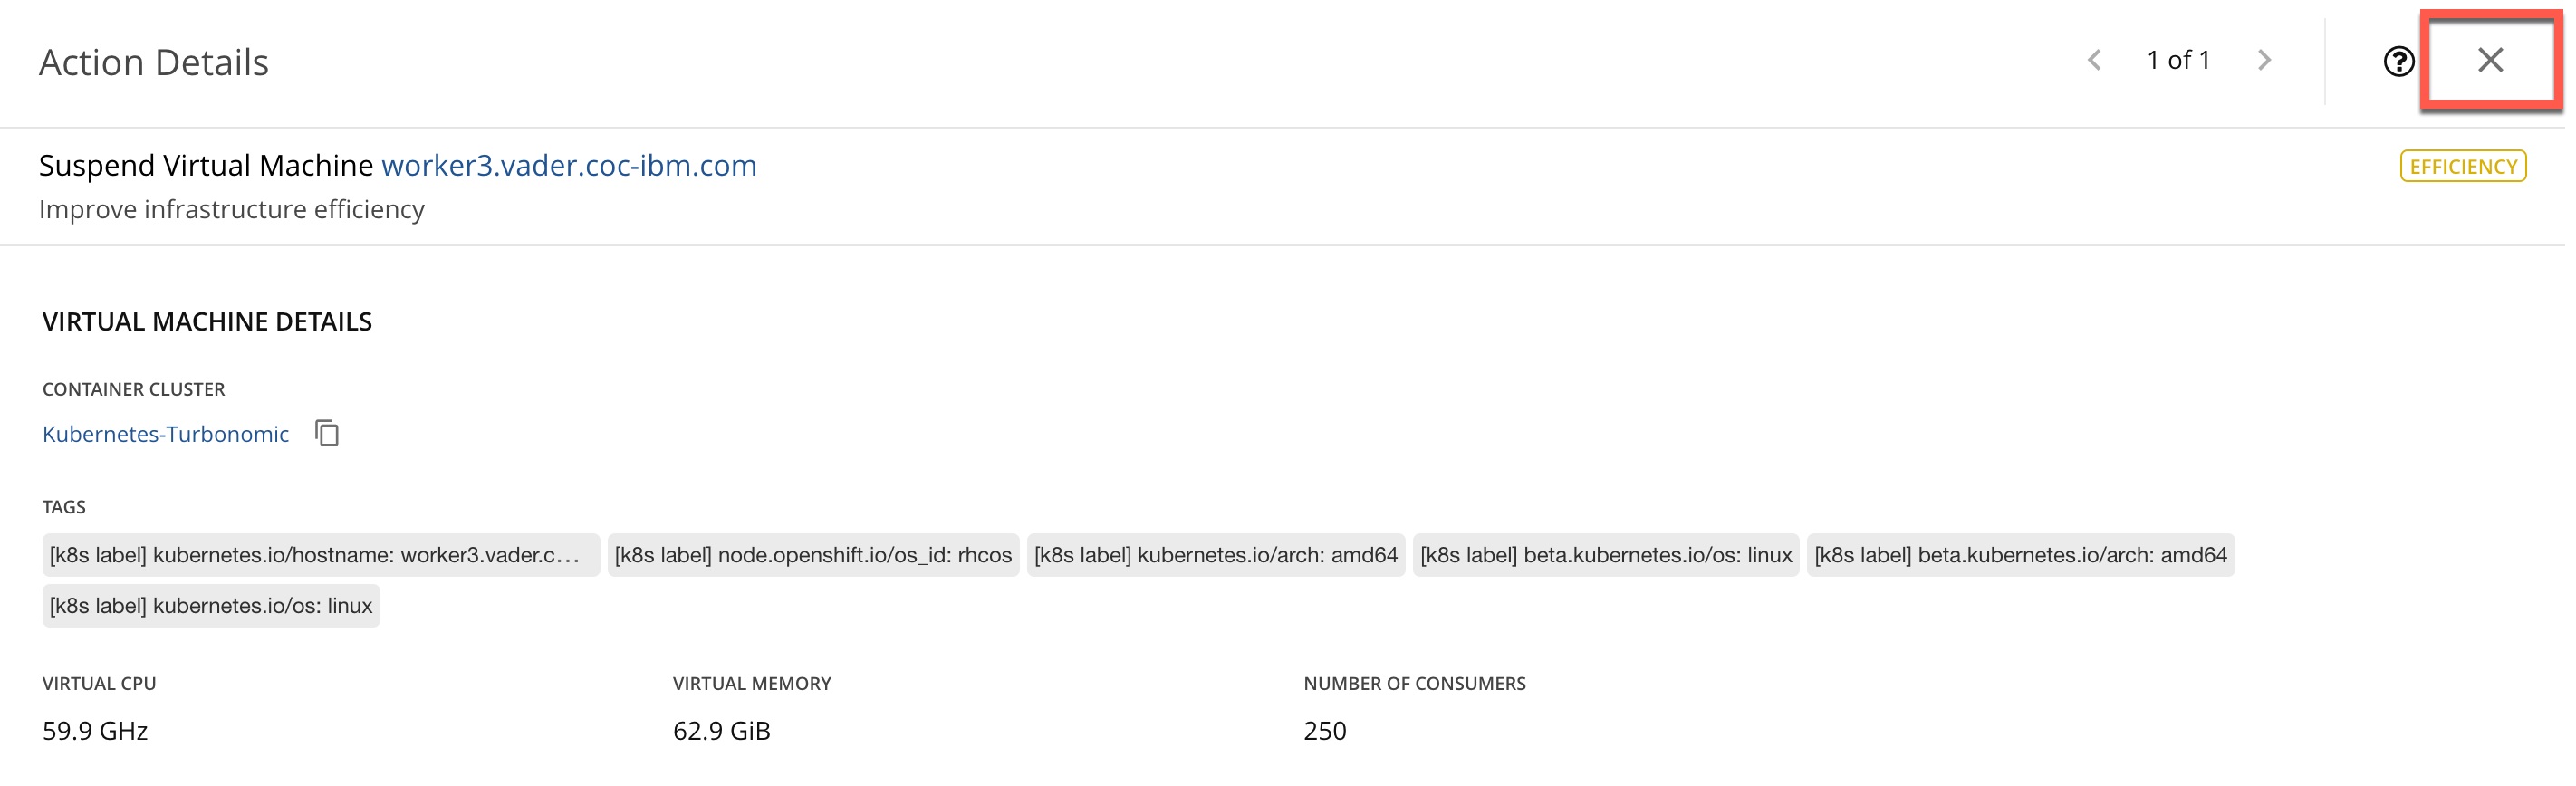 Action Details
1 of 1
Suspend Virtual Machine worker3.vader.coc-ibm.com
EFFICIENCY
Improve infrastructure efficiency
VIRTUAL MACHINE DETAILS
CONTAINER CLUSTER
Kubernetes-Turbonomic
TAGS
[k8s label] kubernetes.io/hostname: worker3.vader.c... [k8s label] node.openshift.io/os_id: rhcos [k8s label] kubernetes.io/arch: amd64 [k8s label] beta.kubernetes.io/os: linux [k8s label] beta.kubernetes.io/arch: amd64
[k8s label] kubernetes.io/os: linux
VIRTUAL CPU VIRTUAL MEMORY NUMBER OF CONSUMERS
59.9 GHz 62.9 GiB 250